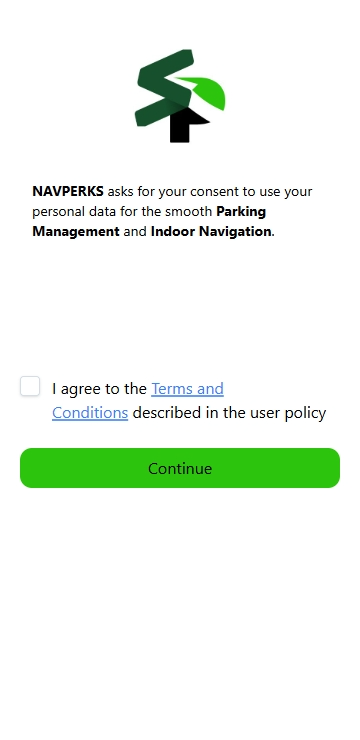 NAVPERKS asks for your consent to use your
personal data for the smooth Parking
Management and Indoor Navigation.
I agree to the Terms and
Conditions described in the user policy
Continue